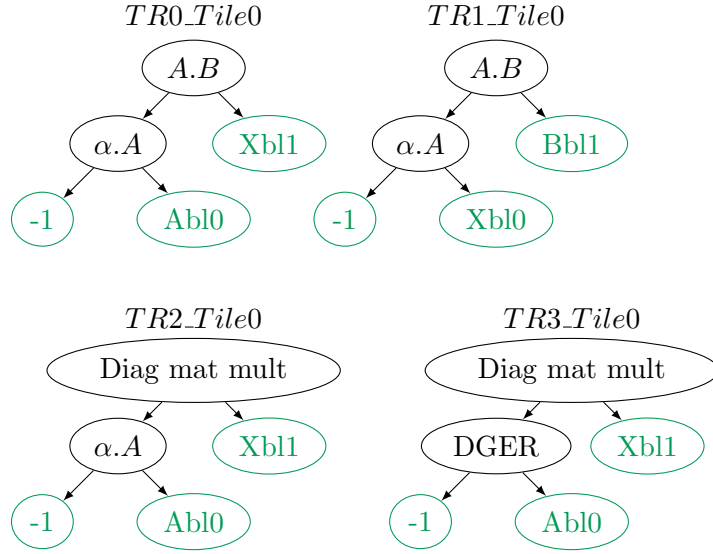 TR0_Tile0 TR1_Tile0
A.B A.B
α.A Xbl1 α.A Bbl1
-1 Abl0 -1 Xbl0
TR2_Tile0 TR3_Tile0
Diag mat mult Diag mat mult
α.A Xbl1 DGER Xbl1
-1 Abl0 -1 Abl0